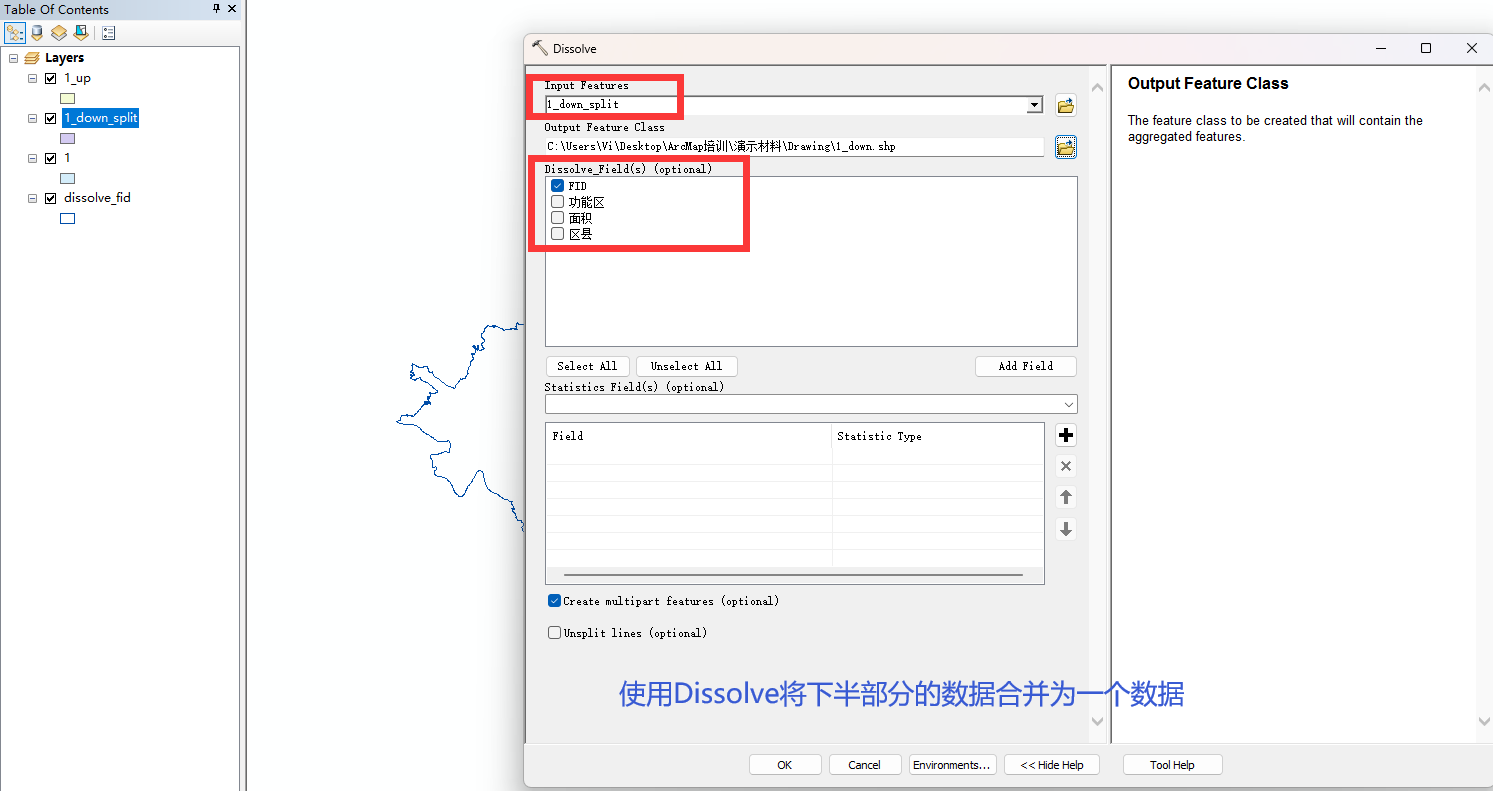 Table Of Contents
Layers
1_up
1_down_split
1
dissolve_fid
Dissolve
Input Features
1_down_split
Output Feature Class
C:\Users\Vi\Desktop\ArcMap培训\演示材料\Drawing\1_down.shp
Dissolve_Field(s) (optional)
FID
功能区
面积
区县
Select All
Unselect All
Add Field
Statistics Field(s) (optional)
Field
Statistic Type
Create multipart features (optional)
Unsplit lines (optional)
使用Dissolve将下半部分的数据合并为一个数据
OK
Cancel
Environments...
<< Hide Help
Tool Help
Output Feature Class
The feature class to be created that will contain the
aggregated features.